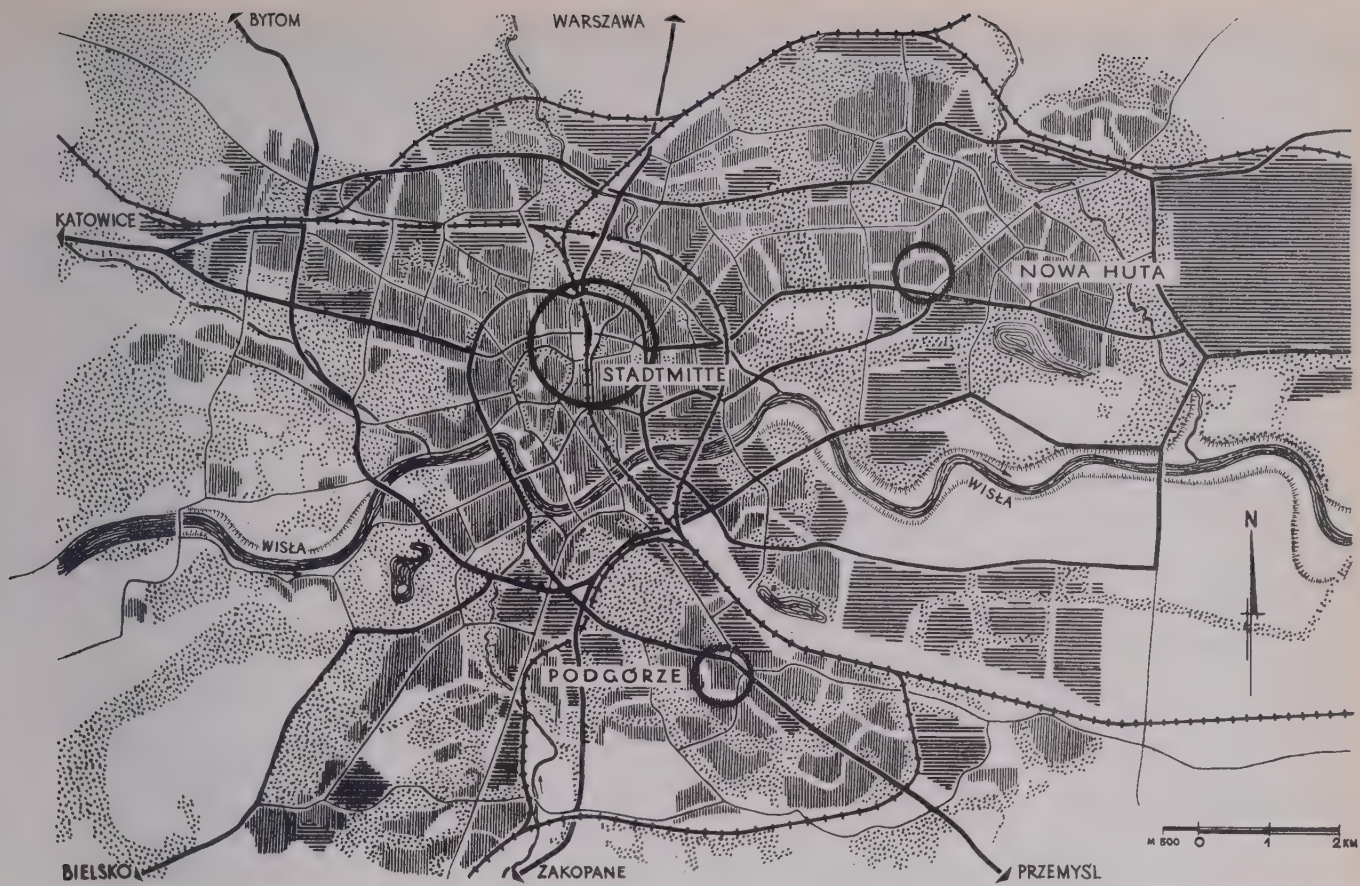 BYTOM
WARSZAWA
KATOWICE
NOWA HUTA
STADTMITTE
WISŁA
N
WISŁA
PODGÓRZE
M 500 0 1 2 KM
BIELSKO
ZAKOPANE
PRZEMYŚL